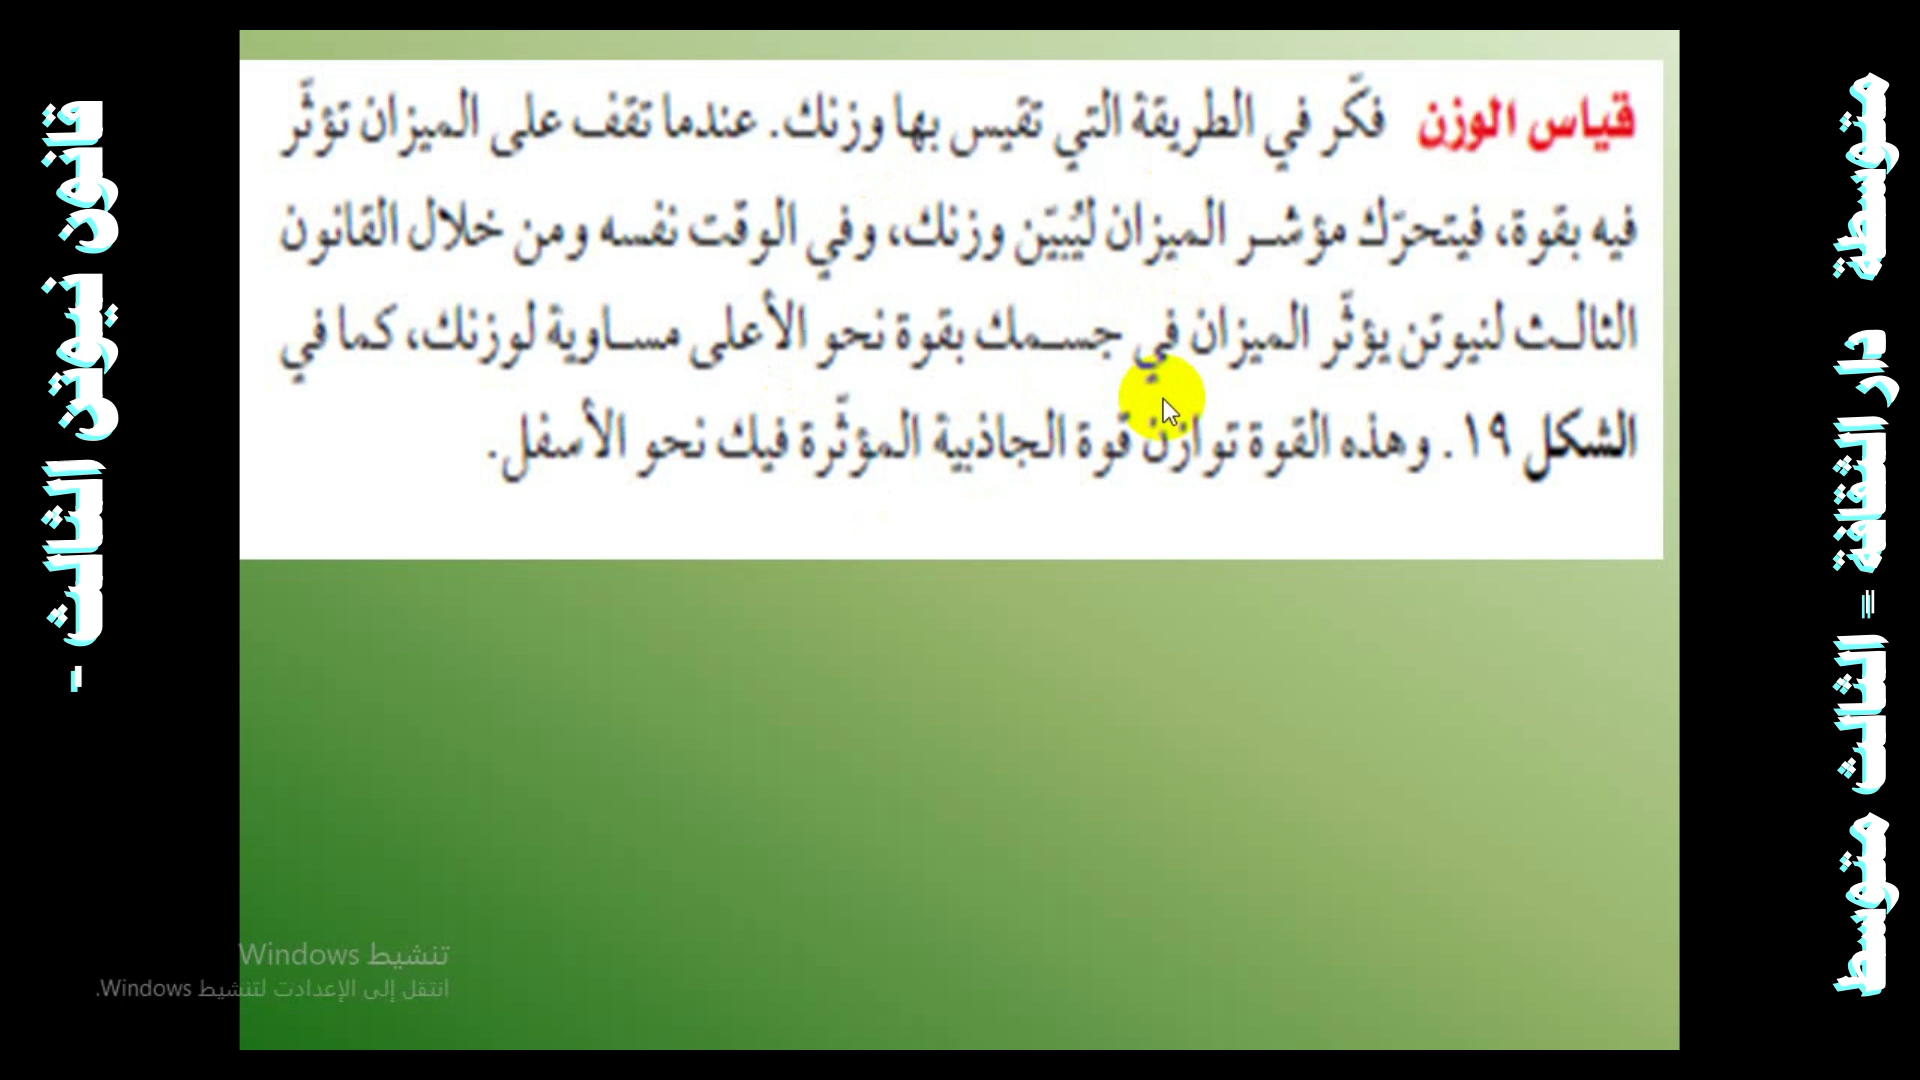 قياس الوزن فكّر في الطريقة التي تقيس بها وزنك. عندما تقف على الميزان تؤثّر
فيه بقوة، فيتحرّك مؤشر الميزان ليُبيّن وزنك، وفي الوقت نفسه ومن خلال القانون
الثالث لنيوتن يؤثّر الميزان في جسمك بقوة نحو الأعلى مساوية لوزنك، كما في
الشكل ١٩. وهذه القوة توازن قوة الجاذبية المؤثّرة فيك نحو الأسفل.
متوسطة دار الثقافة = الثالث متوسط
قانون نيوتن الثالث -
تنشيط Windows
انتقل إلى الإعدادت لتنشيط Windows.